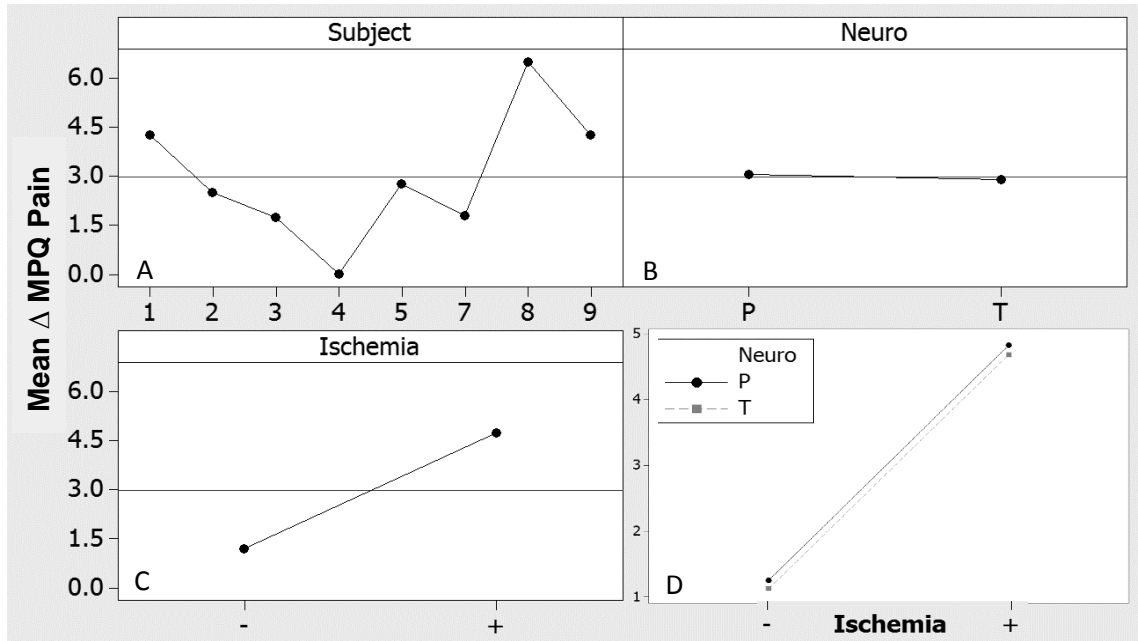 Subject
Neuro
Mean Δ MPQ Pain
6.0
4.5
3.0
1.5
0.0
A
B
1 2 3 4 5 7 8 9
P T
Ischemia
6.0
4.5
3.0
1.5
0.0
C
- +
5
4
3
2
1
Neuro
P
T
D
- Ischemia +